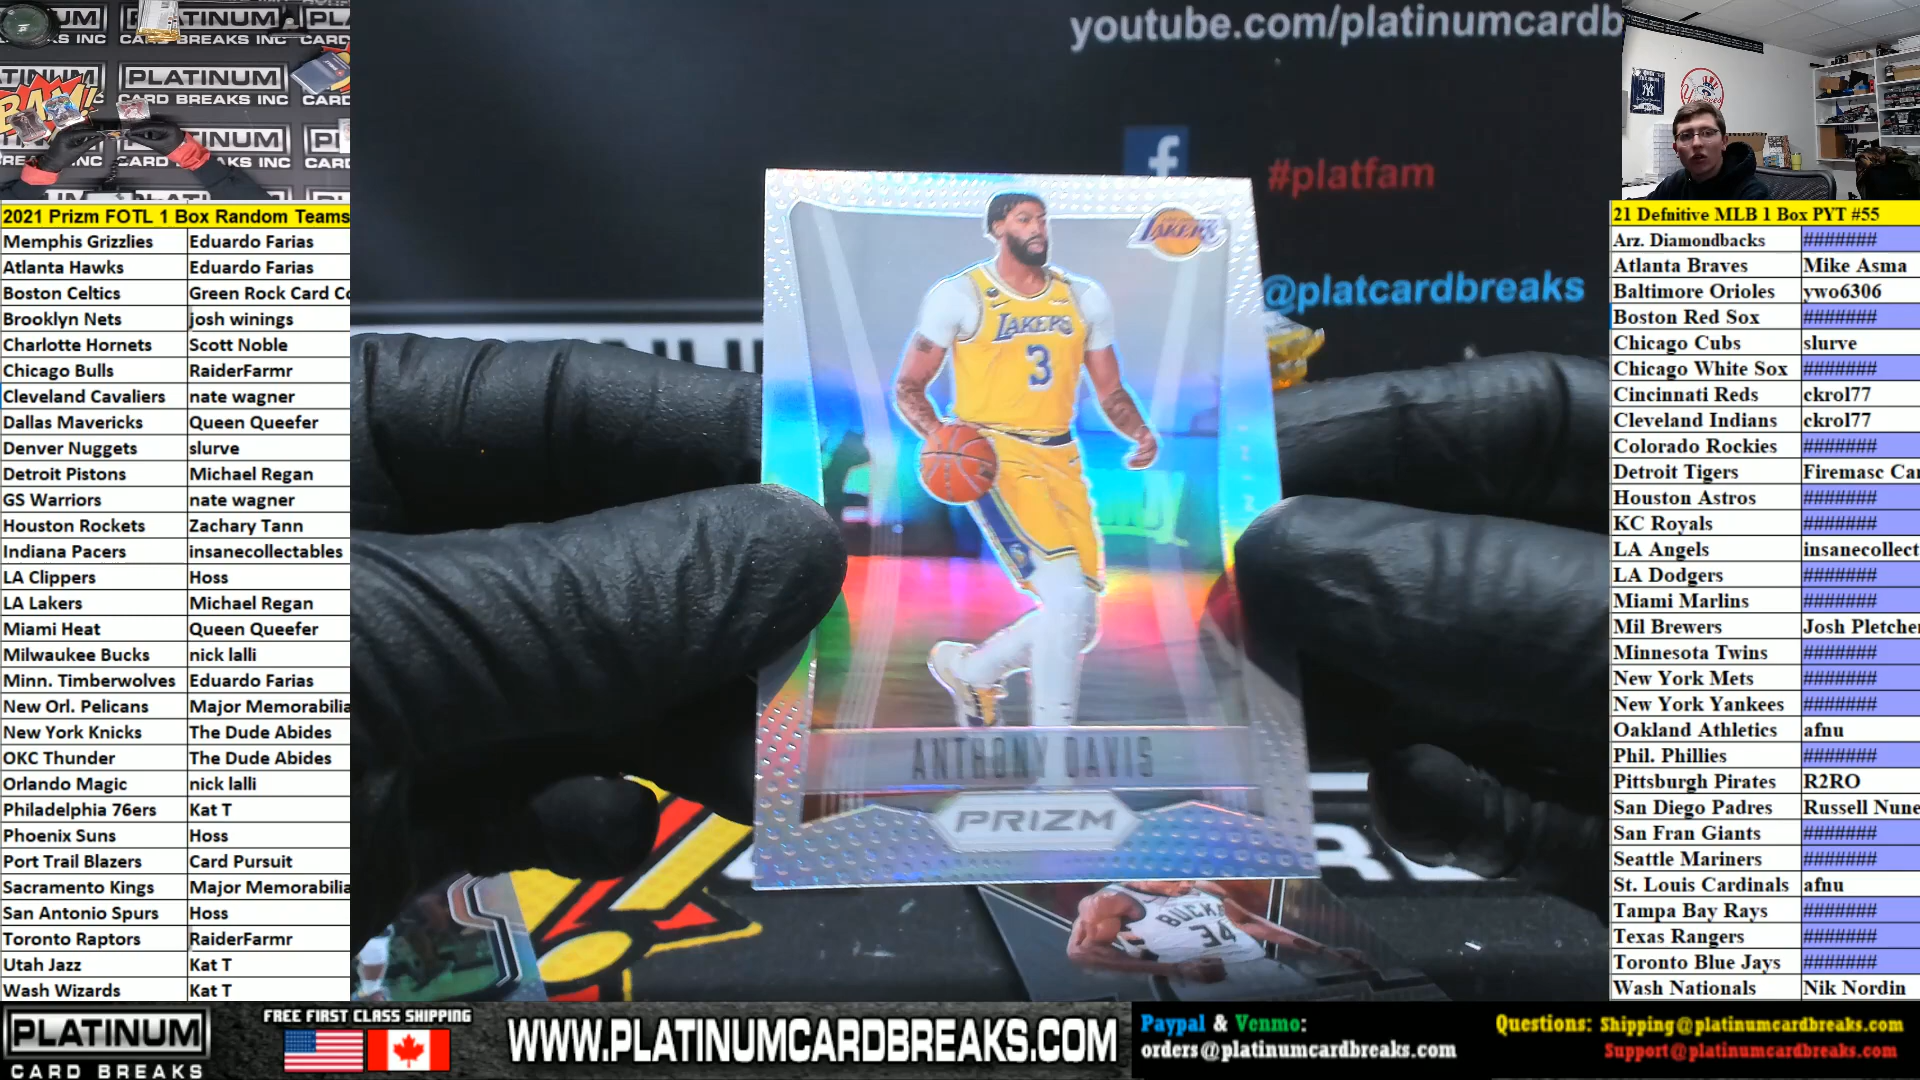 youtube.com/platinumcardb
#platfam
@platcardbreaks
PLATINUM
CARD BREAKS INC
2021 Prizm FOTL 1 Box Random Teams
Memphis Grizzlies Eduardo Farias
Atlanta Hawks Eduardo Farias
Boston Celtics Green Rock Card Co
Brooklyn Nets josh winings
Charlotte Hornets Scott Noble
Chicago Bulls RaiderFarmr
Cleveland Cavaliers nate wagner
Dallas Mavericks Queen Queefer
Denver Nuggets slurve
Detroit Pistons Michael Regan
GS Warriors nate wagner
Houston Rockets Zachary Tann
Indiana Pacers insanecollectables
LA Clippers Hoss
LA Lakers Michael Regan
Miami Heat Queen Queefer
Milwaukee Bucks nick lalli
Minn. Timberwolves Eduardo Farias
New Orl. Pelicans Major Memorabilia
New York Knicks The Dude Abides
OKC Thunder The Dude Abides
Orlando Magic nick lalli
Philadelphia 76ers Kat T
Phoenix Suns Hoss
Port Trail Blazers Card Pursuit
Sacramento Kings Major Memorabilia
San Antonio Spurs Hoss
Toronto Raptors RaiderFarmr
Utah Jazz Kat T
Wash Wizards Kat T
LAKERS
LAKERS
3
ANTHONY DAVIS
PRIZM
BUCKS
34
21 Defnitive MLB 1 Box PYT #55
Arz. Diamondbacks #######
Atlanta Braves Mike Asma
Baltimore Orioles ywo6306
Boston Red Sox #######
Chicago Cubs slurve
Chicago White Sox #######
Cincinnati Reds ckrol77
Cleveland Indians ckrol77
Colorado Rockies #######
Detroit Tigers Firemasc Car
Houston Astros #######
KC Royals #######
LA Angels insanecollect
LA Dodgers #######
Miami Marlins #######
Mil Brewers Josh Pletcher
Minnesota Twins #######
New York Mets #######
New York Yankees #######
Oakland Athletics afnu
Phil. Phillies #######
Pittsburgh Pirates R2RO
San Diego Padres Russell Nune
San Fran Giants #######
Seattle Mariners #######
St. Louis Cardinals afnu
Tampa Bay Rays #######
Texas Rangers #######
Toronto Blue Jays #######
Wash Nationals Nik Nordin
PLATINUM
CARD BREAKS
FREE FIRST CLASS SHIPPING
WWW.PLATINUMCARDBREAKS.COM
Paypal & Venmo:
orders@platinumcardbreaks.com
Questions: Shipping@platinumcardbreaks.com
Support@platinumcardbreaks.com